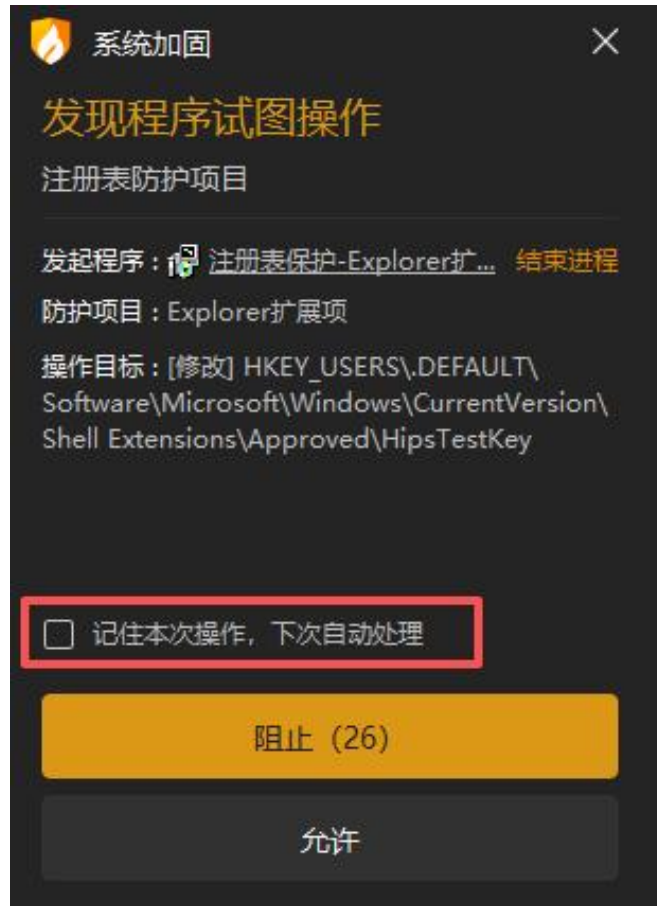 系统加固
发现程序试图操作
注册表防护项目
发起程序：注册表保护-Explorer扩... 结束进程
防护项目：Explorer扩展项
操作目标：[修改] HKEY_USERS\.DEFAULT\
Software\Microsoft\Windows\CurrentVersion\
Shell Extensions\Approved\HipsTestKey
记住本次操作，下次自动处理
阻止（26）
允许